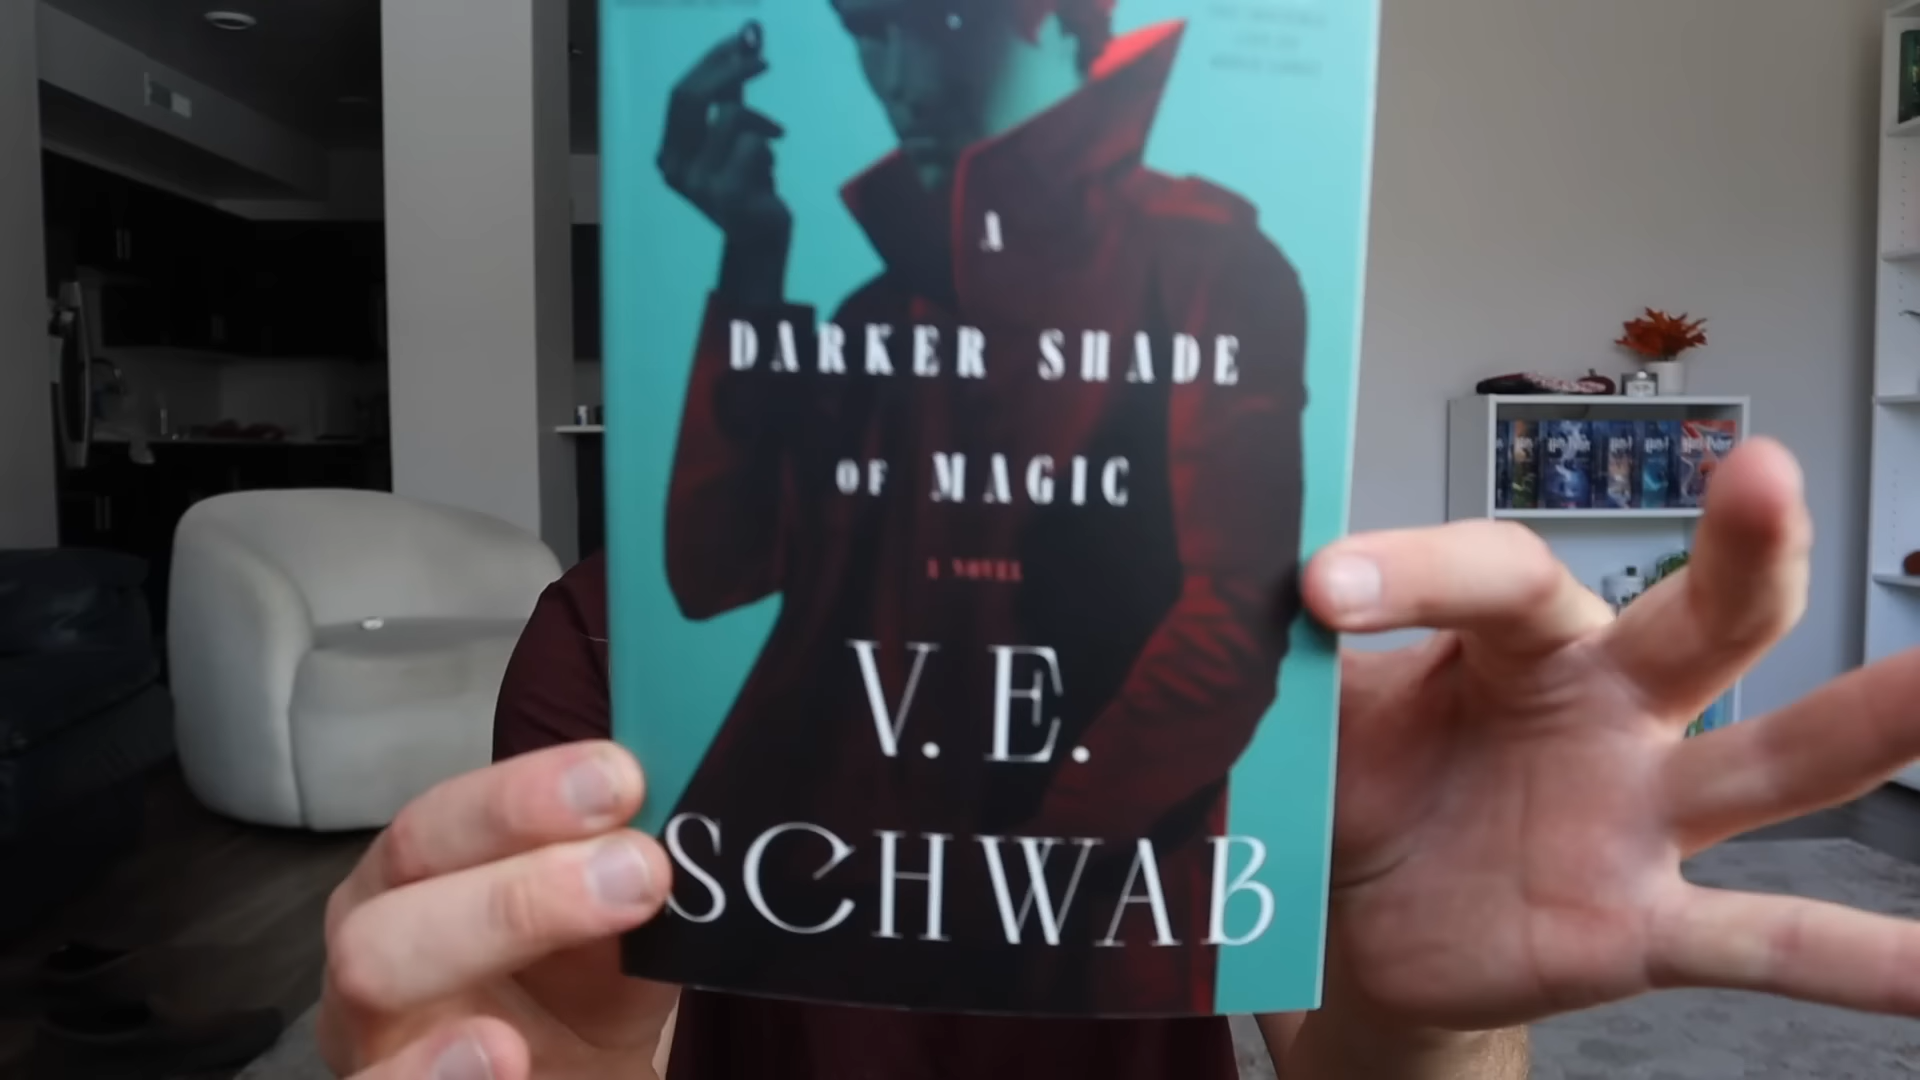 A
DARKER SHADE
OF MAGIC
A NOVEL
V. E.
SCHWAB